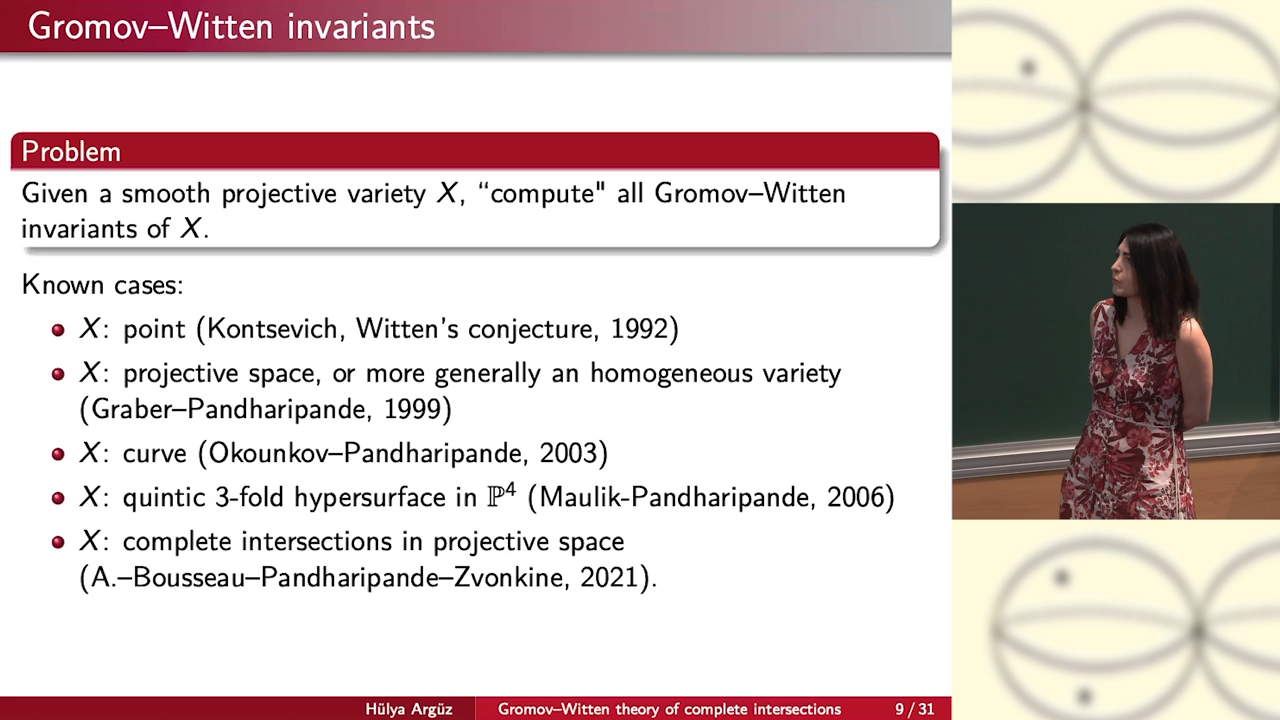 Gromov–Witten invariants
Problem
Given a smooth projective variety X, “compute" all Gromov–Witten
invariants of X.
Known cases:
X: point (Kontsevich, Witten's conjecture, 1992)
X: projective space, or more generally an homogeneous variety
(Graber–Pandharipande, 1999)
X: curve (Okounkov–Pandharipande, 2003)
X: quintic 3-fold hypersurface in ℙ⁴ (Maulik-Pandharipande, 2006)
X: complete intersections in projective space
(A.–Bousseau–Pandharipande–Zvonkine, 2021).
Hülya Argüz Gromov–Witten theory of complete intersections 9 / 31